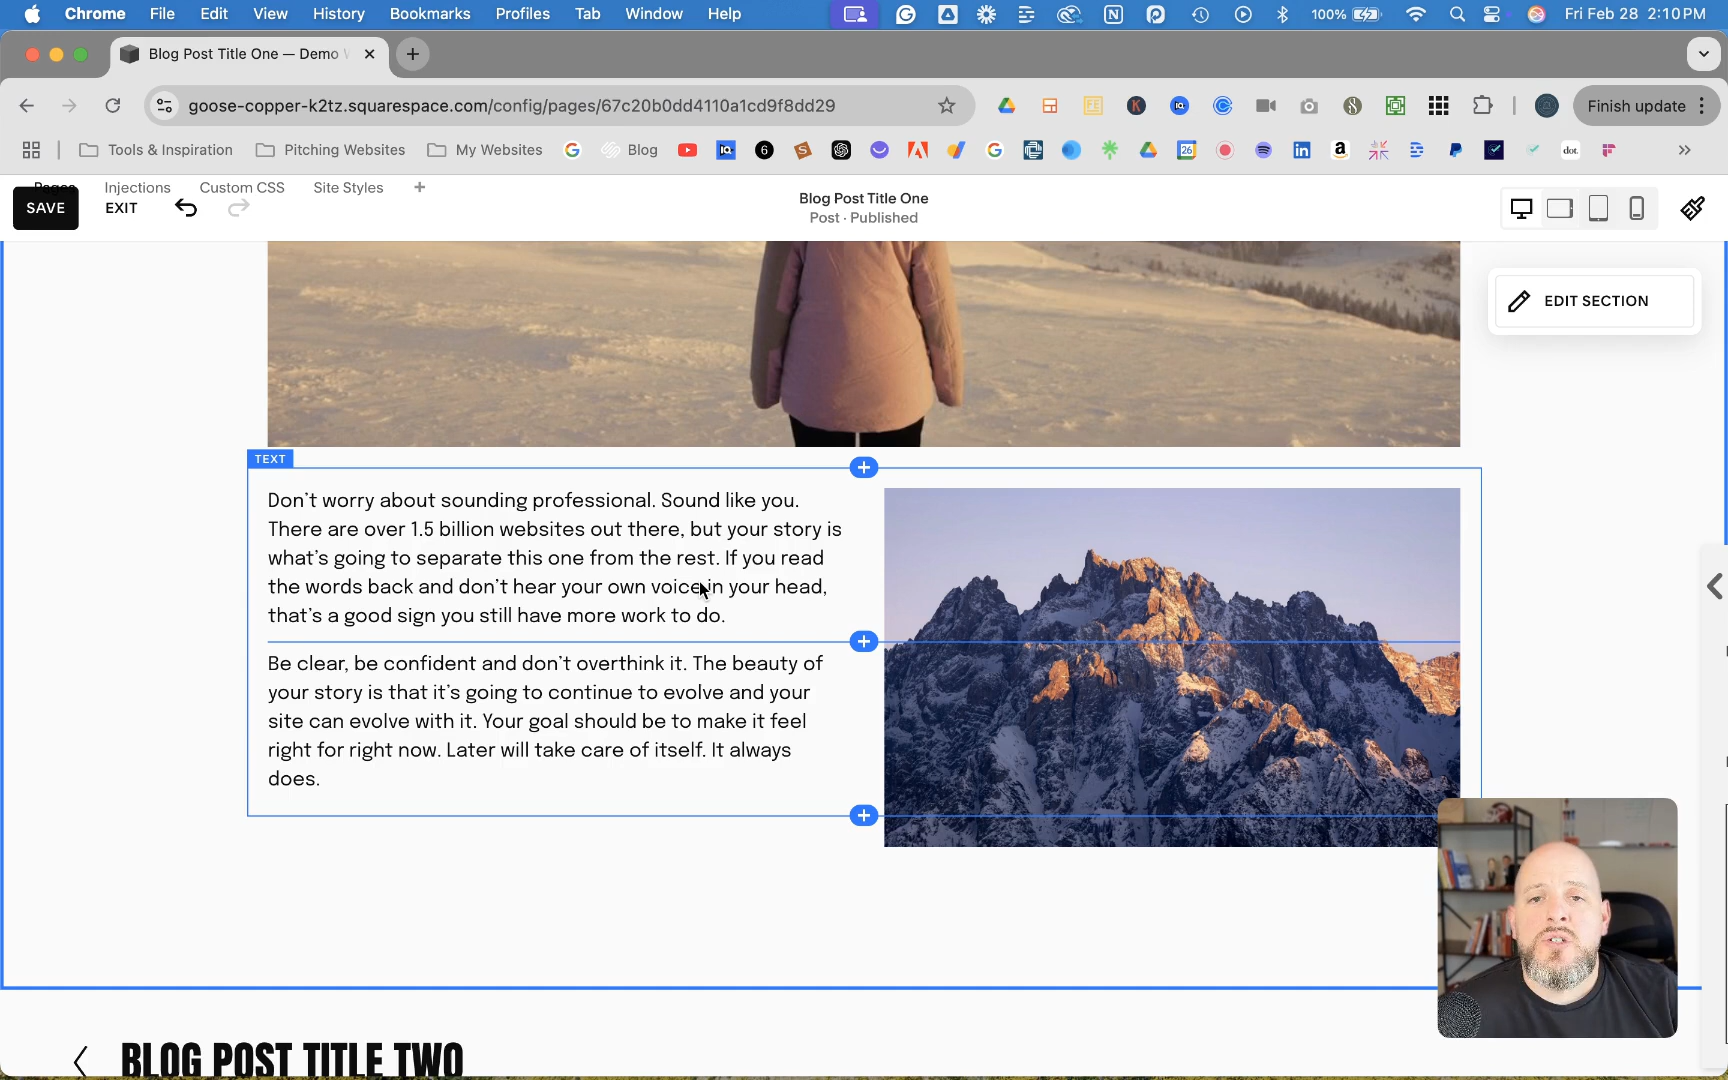 Chrome File Edit View History Bookmarks Profiles Tab Window Help
100% Fri Feb 28 2:10 PM
Blog Post Title One — Demo
goose-copper-k2tz.squarespace.com/config/pages/67c20b0dd4110a1cd9f8dd29
Finish update
Tools & Inspiration Pitching Websites My Websites Blog
Pages Injections Custom CSS Site Styles +
SAVE EXIT
Blog Post Title One
Post · Published
EDIT SECTION
TEXT
Don’t worry about sounding professional. Sound like you.
There are over 1.5 billion websites out there, but your story is
what’s going to separate this one from the rest. If you read
the words back and don’t hear your own voice in your head,
that’s a good sign you still have more work to do.
Be clear, be confident and don’t overthink it. The beauty of
your story is that it’s going to continue to evolve and your
site can evolve with it. Your goal should be to make it feel
right for right now. Later will take care of itself. It always
does.
BLOG POST TITLE TWO